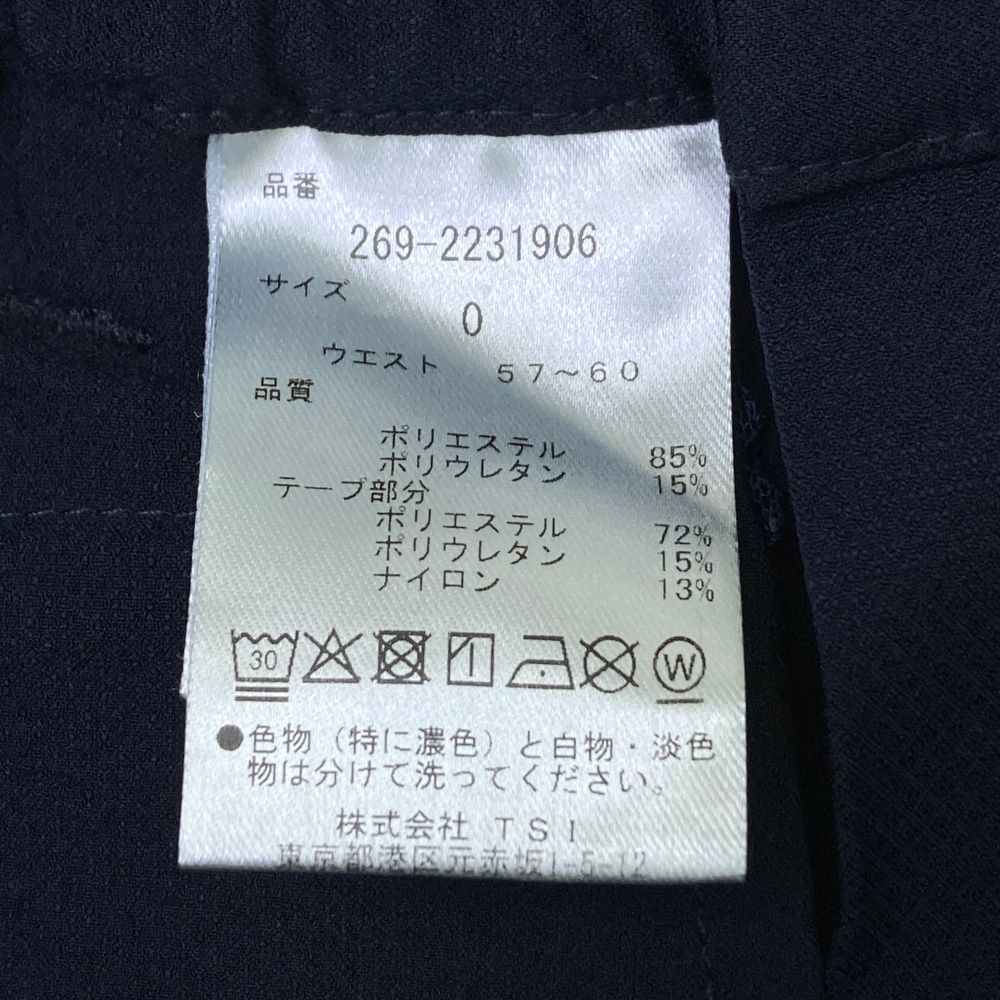 品番
269-2231906
サイズ
0
ウエスト 57～60
品質
ポリエステル 85%
ポリウレタン 15%
テープ部分
ポリエステル 72%
ポリウレタン 15%
ナイロン 13%
30
W
●色物（特に濃色）と白物・淡色
物は分けて洗ってください。
株式会社 TSI
東京都港区元赤坂1-5-12